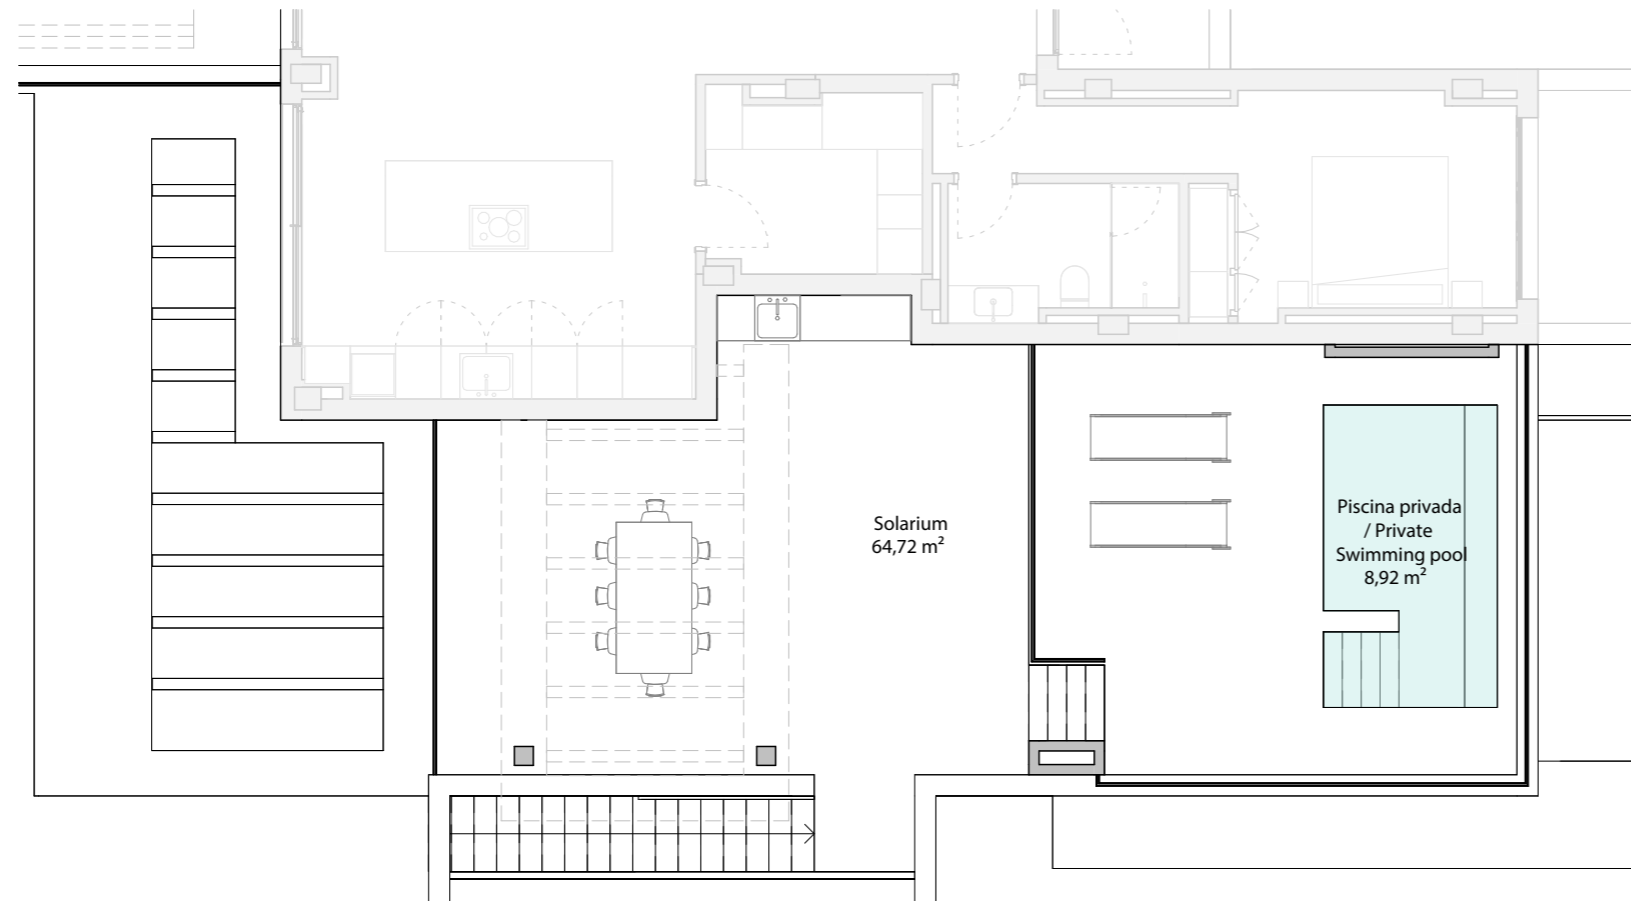 Solarium
64,72 m²
Piscina privada
/ Private
Swimming pool
8,92 m²